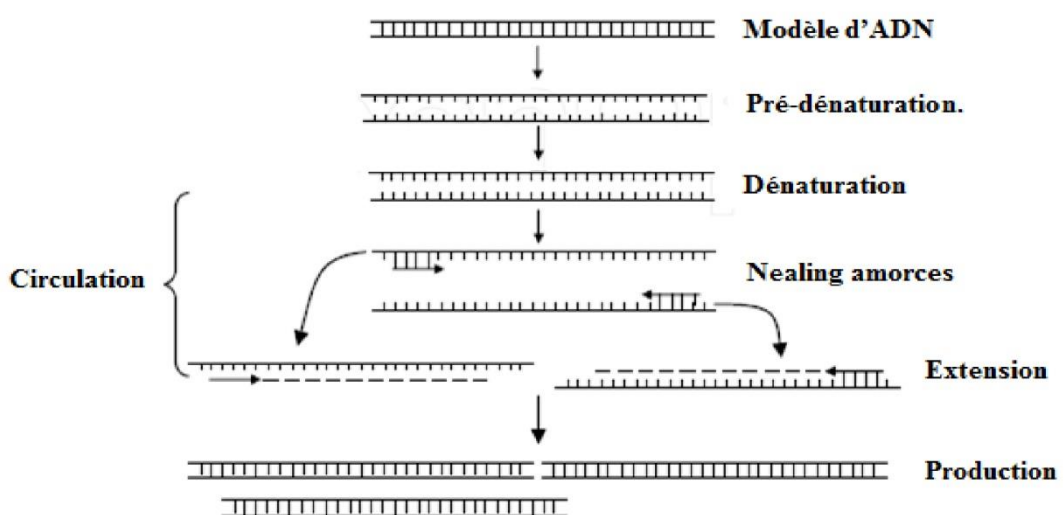 Modèle d’ADN
Pré-dénaturation.
Dénaturation
Nealing amorces
Circulation
Extension
Production